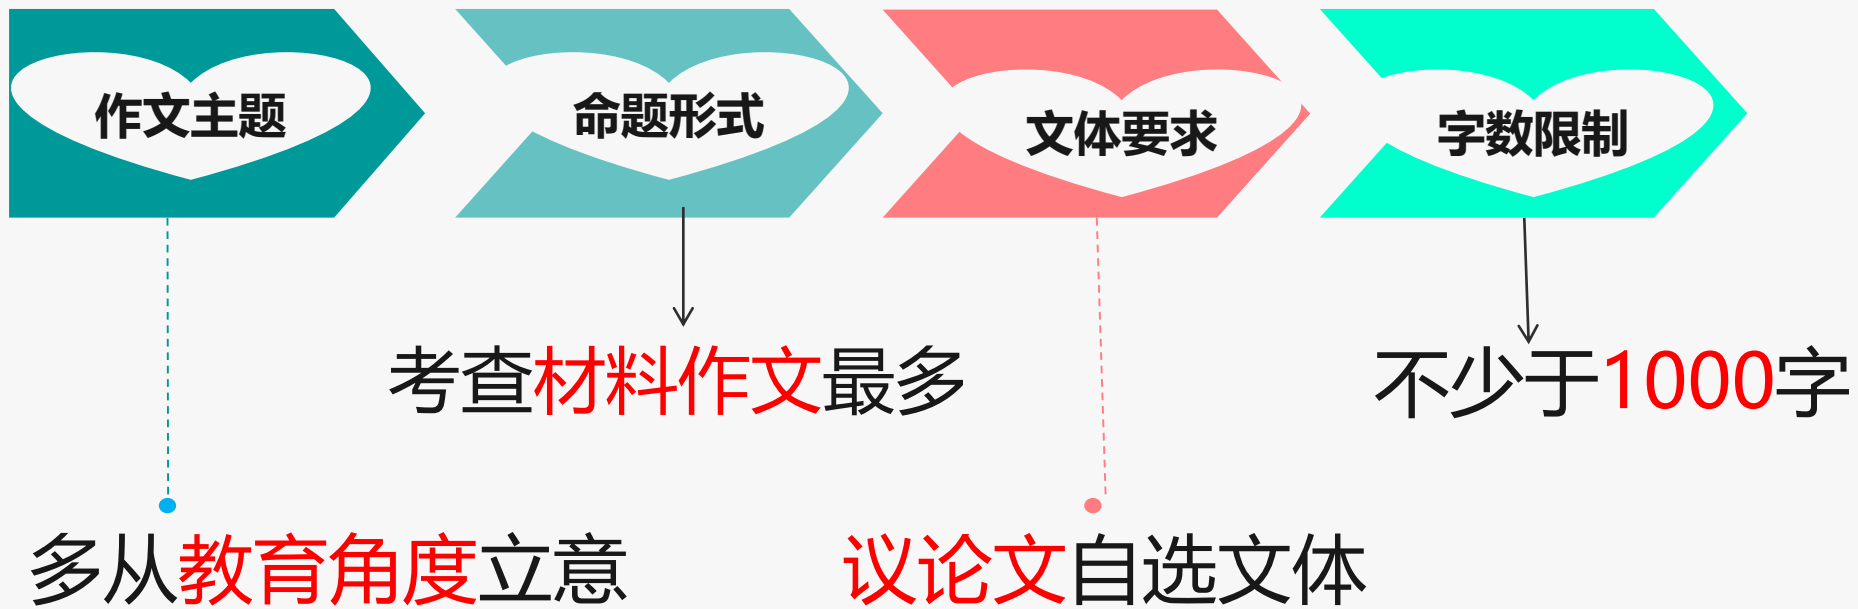 作文主题
命题形式
文体要求
字数限制
考查材料作文最多
不少于1000字
多从教育角度立意
议论文自选文体